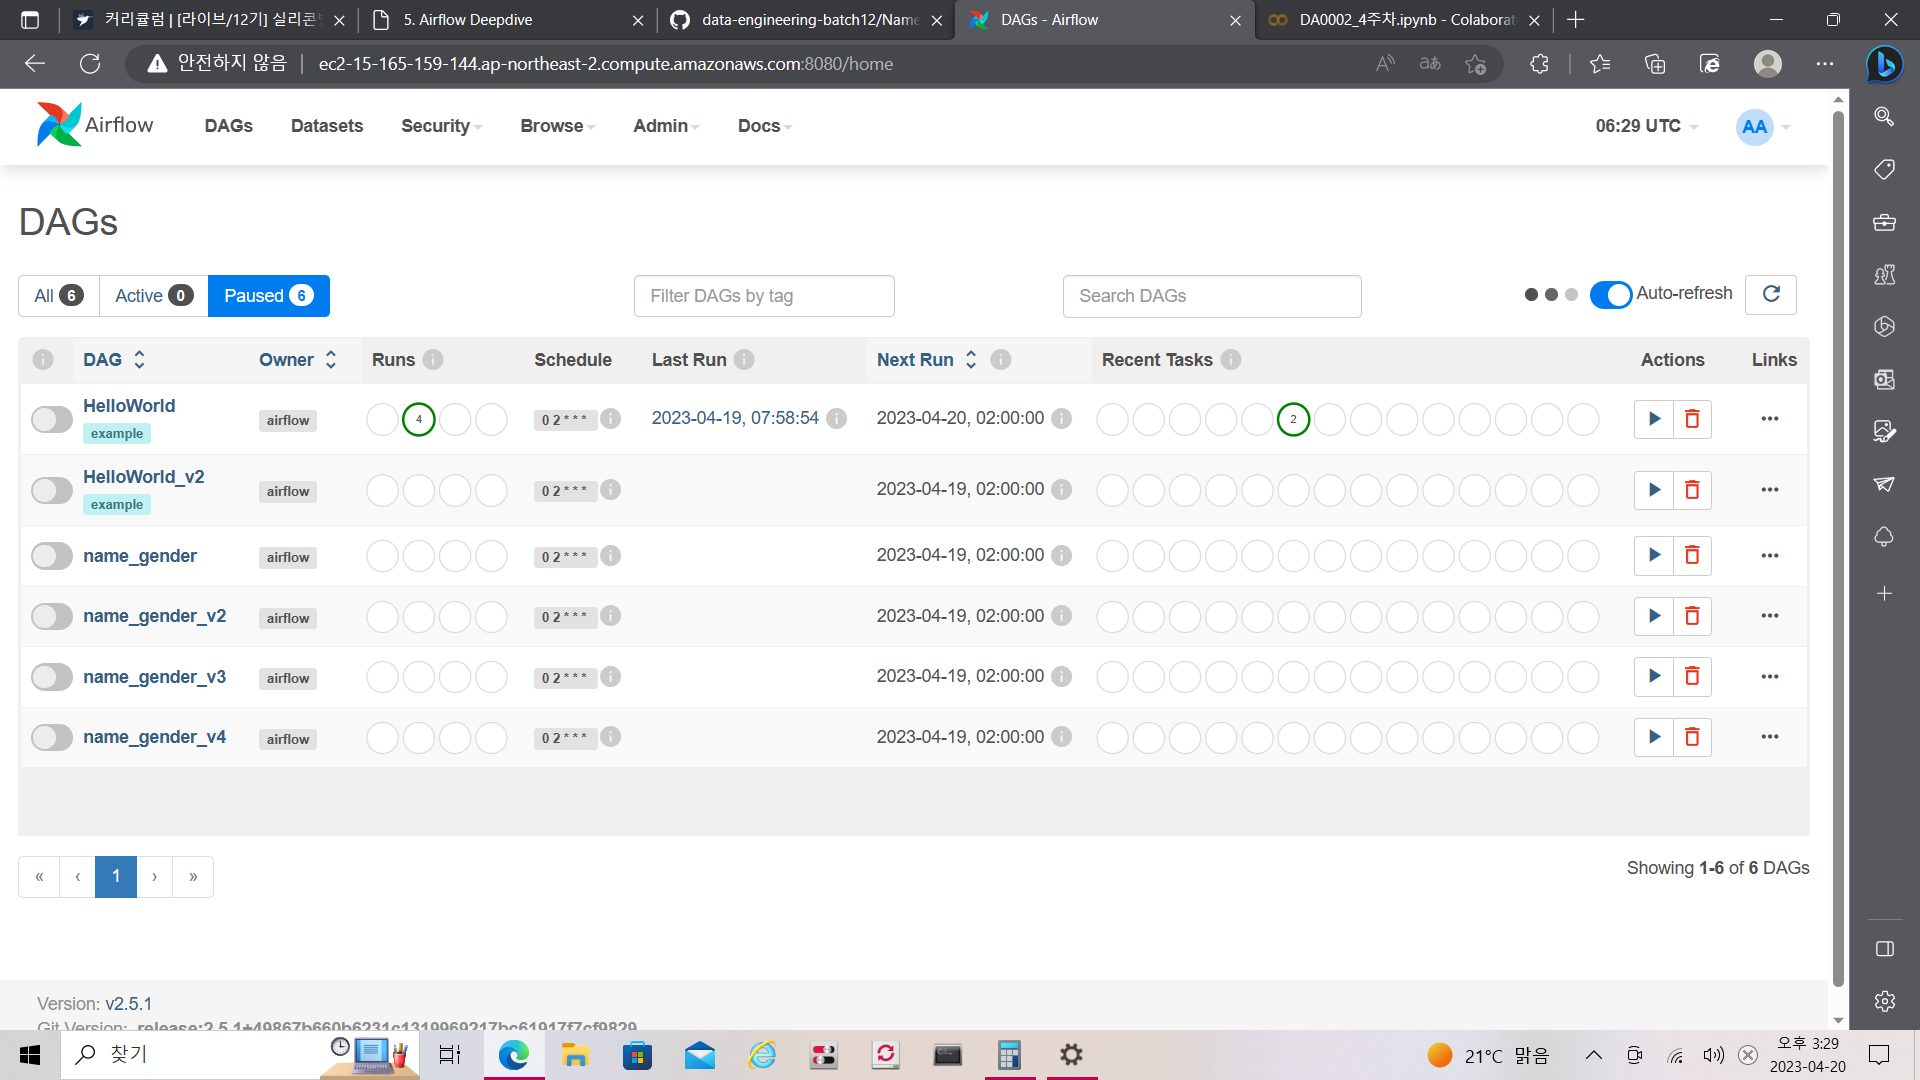 커리큘럼 | [라이브/12기] 실리콘
5. Airflow Deepdive
data-engineering-batch12/Name
DAGs - Airflow
DA0002_4주차.ipynb - Colaborat
안전하지 않음
ec2-15-165-159-144.ap-northeast-2.compute.amazonaws.com:8080/home
Airflow
DAGs
Datasets
Security
Browse
Admin
Docs
06:29 UTC
AA
DAGs
All 6
Active 0
Paused 6
Filter DAGs by tag
Search DAGs
Auto-refresh
DAG Owner Runs Schedule Last Run Next Run Recent Tasks Actions Links
HelloWorld airflow 4 0 2 * * * 2023-04-19, 07:58:54 2023-04-20, 02:00:00 2
example
HelloWorld_v2 airflow 0 2 * * * 2023-04-19, 02:00:00
example
name_gender airflow 0 2 * * * 2023-04-19, 02:00:00
name_gender_v2 airflow 0 2 * * * 2023-04-19, 02:00:00
name_gender_v3 airflow 0 2 * * * 2023-04-19, 02:00:00
name_gender_v4 airflow 0 2 * * * 2023-04-19, 02:00:00
« ‹ 1 › »
Showing 1-6 of 6 DAGs
Version: v2.5.1
Git Version: .release:2.5.1+49867b660b6231c1319969217bc61917f7cf9829
찾기
21°C 맑음
오후 3:29
2023-04-20